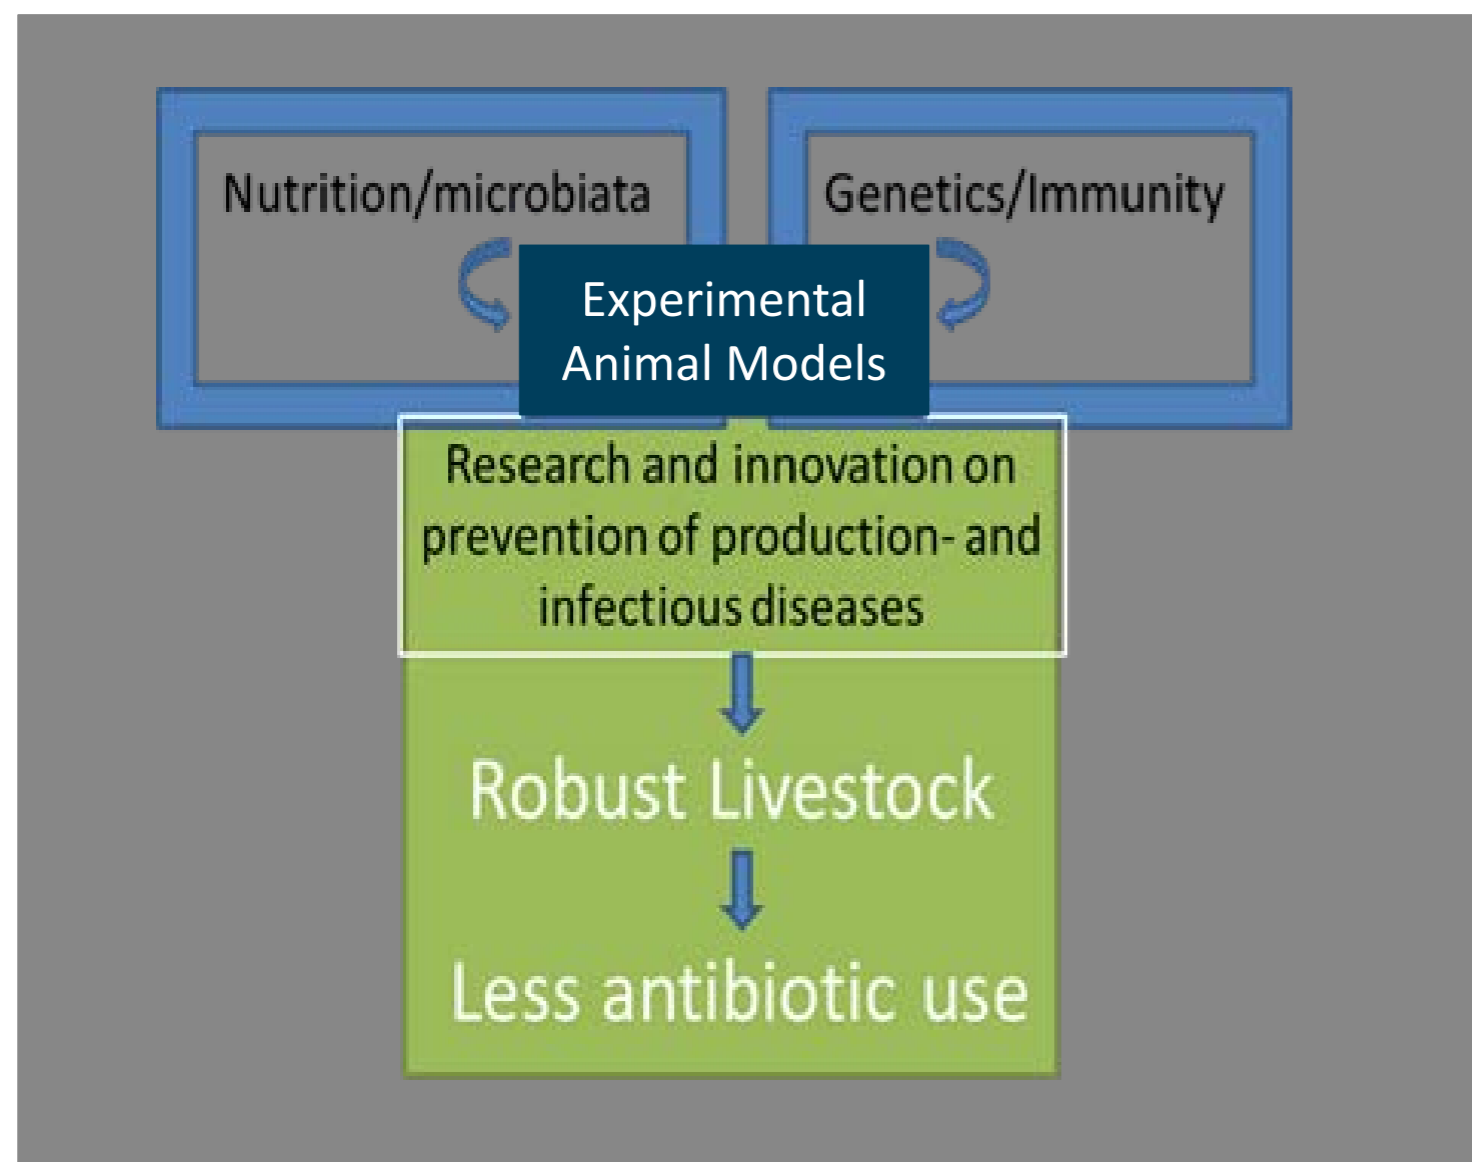 Nutrition/microbiata
Genetics/Immunity
Experimental
Animal Models
Research and innovation on
prevention of production- and
infectious diseases
Robust Livestock
Less antibiotic use